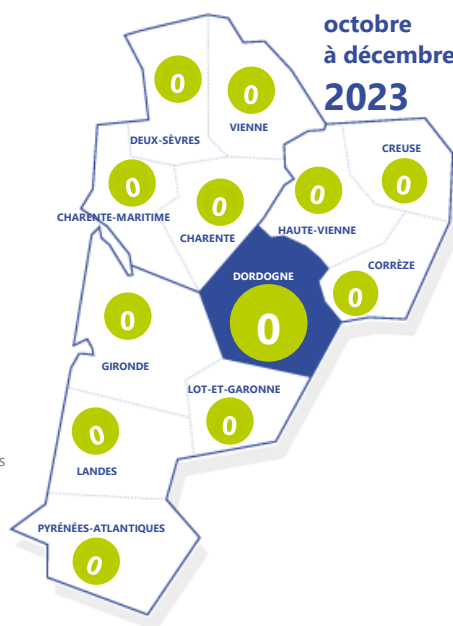 octobre
à décembre
2023
0
0
DEUX-SÈVRES
VIENNE
CREUSE
0
0
0
0
CHARENTE-MARITIME
CHARENTE
HAUTE-VIENNE
CORRÈZE
DORDOGNE
0
0
0
GIRONDE
LOT-ET-GARONNE
0
0
s
LANDES
PYRÉNÉES-ATLANTIQUES
0